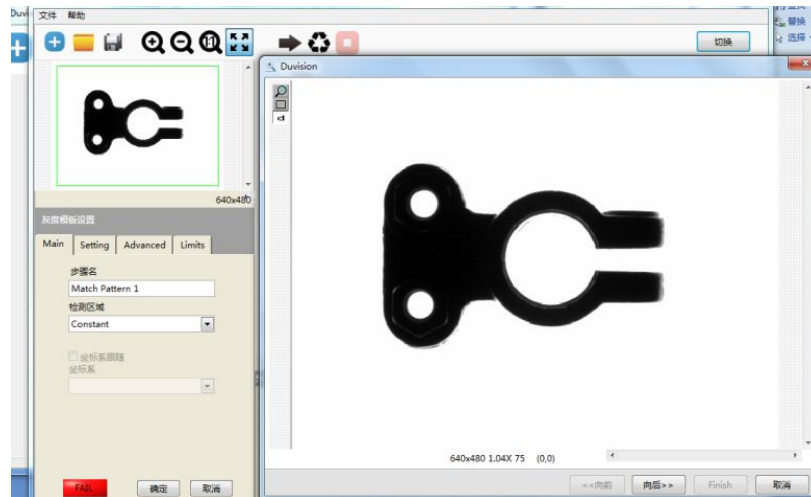 文件 帮助
替换
选择
切换
Duvision
640x480
灰度模板设置
Main Setting Advanced Limits
步骤名
Match Pattern 1
检测区域
Constant
坐标系跟随
坐标系
640x480 1.04X 75 (0,0)
FAIL 确定 取消
<<向前 向后>> Finish 取消